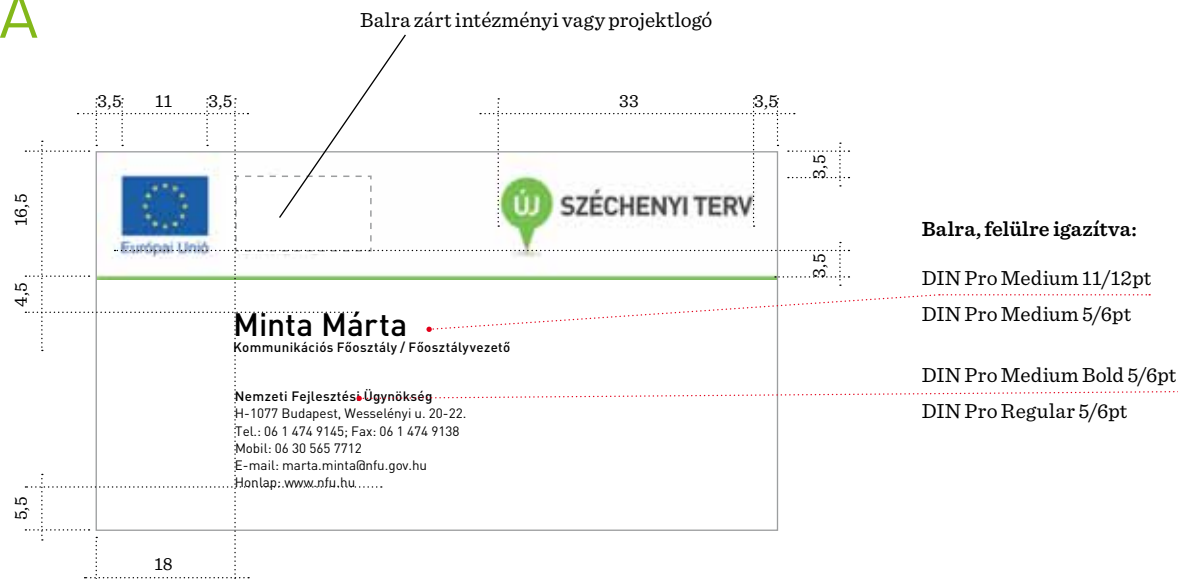 A
Balra zárt intézményi vagy projektlogó
3,5 11 3,5 33 3,5
16,5
3,5
Európai Unió
ÚJ SZÉCHENYI TERV
3,5
4,5
Minta Márta
Kommunikációs Főosztály / Főosztályvezető
Nemzeti Fejlesztési Ügynökség
H-1077 Budapest, Wesselényi u. 20-22.
Tel.: 06 1 474 9145; Fax: 06 1 474 9138
Mobil: 06 30 565 7712
E-mail: marta.minta@nfu.gov.hu
Honlap: www.nfu.hu
5,5
18
Balra, felülre igazítva:
DIN Pro Medium 11/12pt
DIN Pro Medium 5/6pt
DIN Pro Medium Bold 5/6pt
DIN Pro Regular 5/6pt